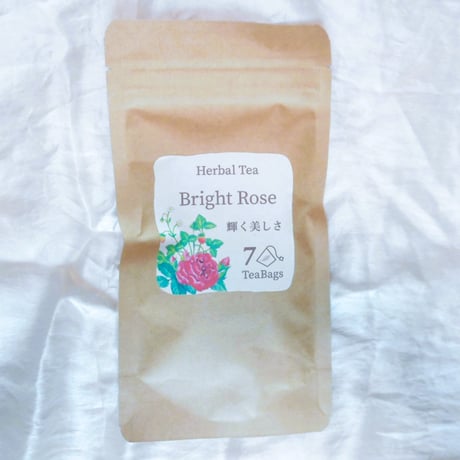 Herbal Tea
Bright Rose
輝く美しさ
7
TeaBags